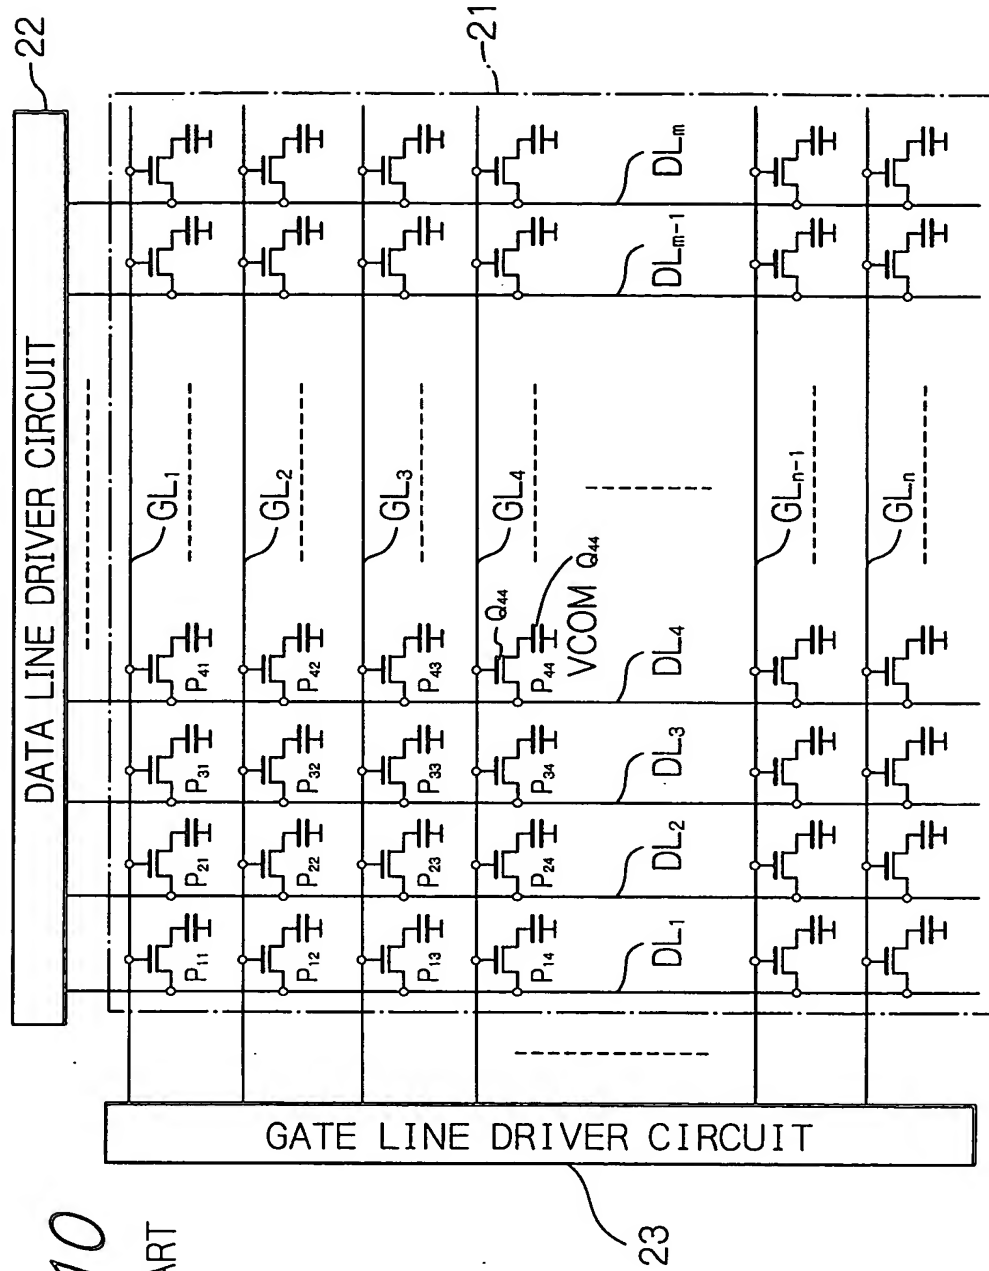 10
ART
DATA LINE DRIVER CIRCUIT
22
21
GL1
P11
P21
P31
P41
GL2
P12
P22
P32
P42
GL3
P13
P23
P33
P43
GL4
P14
P24
P34
P44
Q44
VCOM Q44
DL1
DL2
DL3
DL4
DLm-1
DLm
GLn-1
GLn
GATE LINE DRIVER CIRCUIT
23